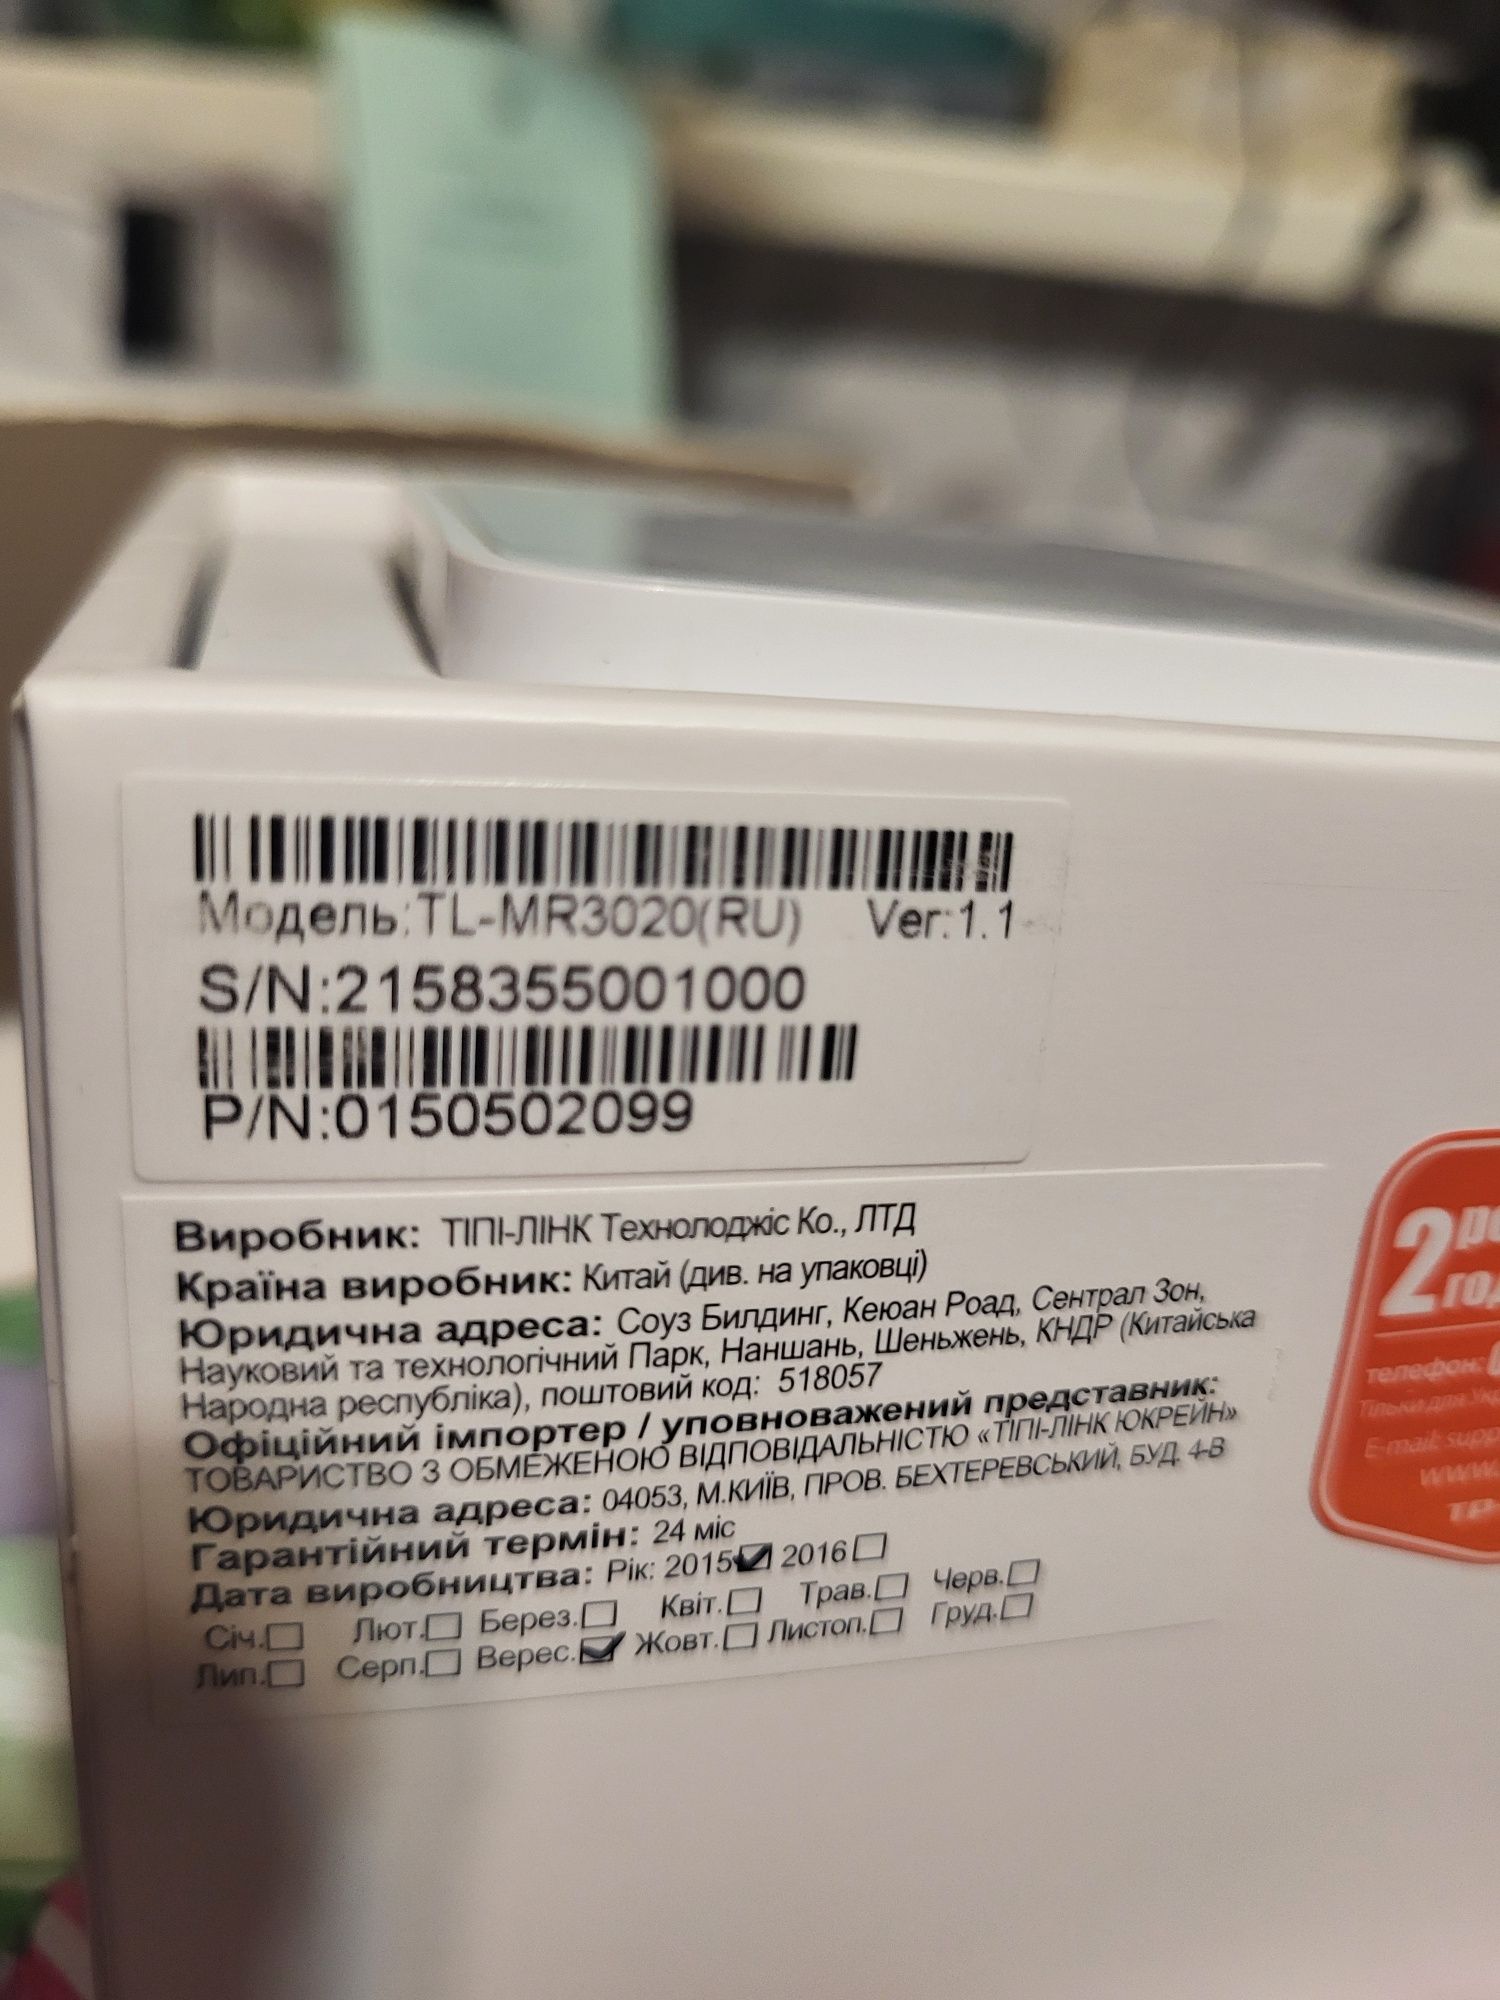 Модель:TL-MR3020(RU) Ver:1.1
S/N:2158355001000
P/N:0150502099
Виробник: ТІПІ-ЛІНК Технолоджіс Ко., ЛТД
Країна виробник: Китай (див. на упаковці)
Юридична адреса: Соуз Билдинг, Кеюан Роад, Сентрал Зон,
Науковий та технологічний Парк, Наншань, Шеньжень, КНДР (Китайська
Народна республіка), поштовий код: 518057
Офіційний імпортер / уповноважений представник:
ТОВАРИСТВО З ОБМЕЖЕНОЮ ВІДПОВІДАЛЬНІСТЮ «ТІПІ-ЛІНК ЮКРЕЙН»
Юридична адреса: 04053, М.КИЇВ, ПРОВ. БЕХТЕРЕВСЬКИЙ, БУД. 4-В
Гарантійний термін: 24 міс
Дата виробництва: Рік: 2015 2016
Січ. Лют. Берез. Квіт. Трав. Черв.
Лип. Серп. Верес. Жовт. Листоп. Груд.
2
телефон:
Тільки для
E-mail: